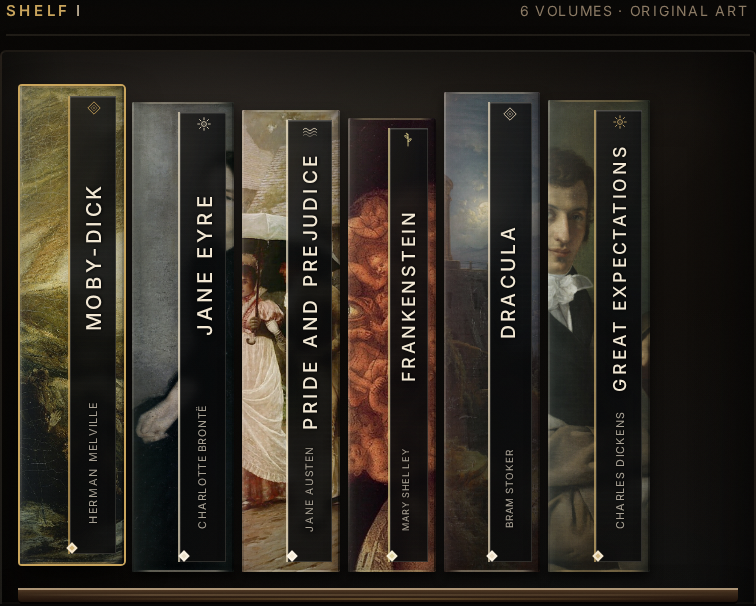 SHELF I
6 VOLUMES · ORIGINAL ART
MOBY-DICK
HERMAN MELVILLE
JANE EYRE
CHARLOTTE BRONTË
PRIDE AND PREJUDICE
JANE AUSTEN
FRANKENSTEIN
MARY SHELLEY
DRACULA
BRAM STOKER
GREAT EXPECTATIONS
CHARLES DICKENS